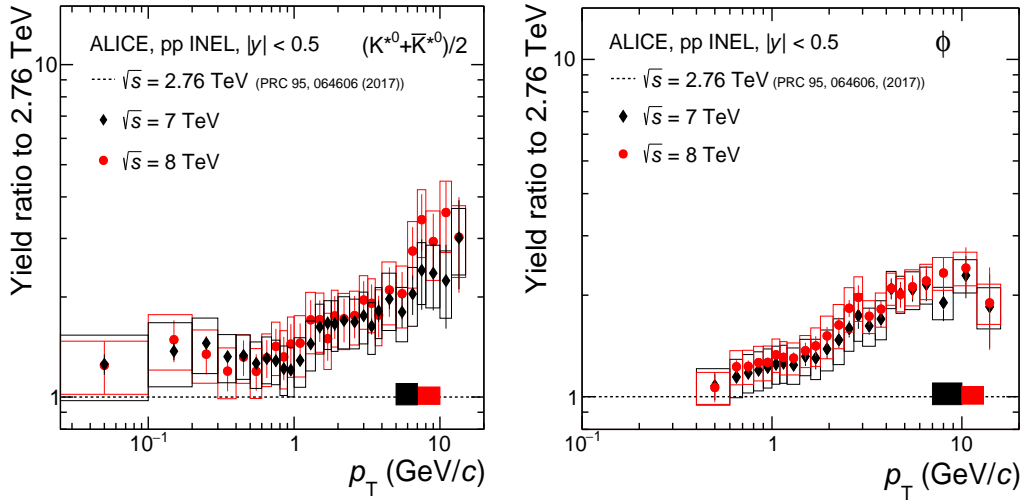 Yield ratio to 2.76 TeV
10
1
ALICE, pp INEL, |y| < 0.5 (K*0+K̅*0)/2
√s = 2.76 TeV (PRC 95, 064606 (2017))
√s = 7 TeV
√s = 8 TeV
10⁻¹ 1 10
pT (GeV/c)
Yield ratio to 2.76 TeV
10
1
ALICE, pp INEL, |y| < 0.5 ϕ
√s = 2.76 TeV (PRC 95, 064606, (2017))
√s = 7 TeV
√s = 8 TeV
10⁻¹ 1 10
pT (GeV/c)